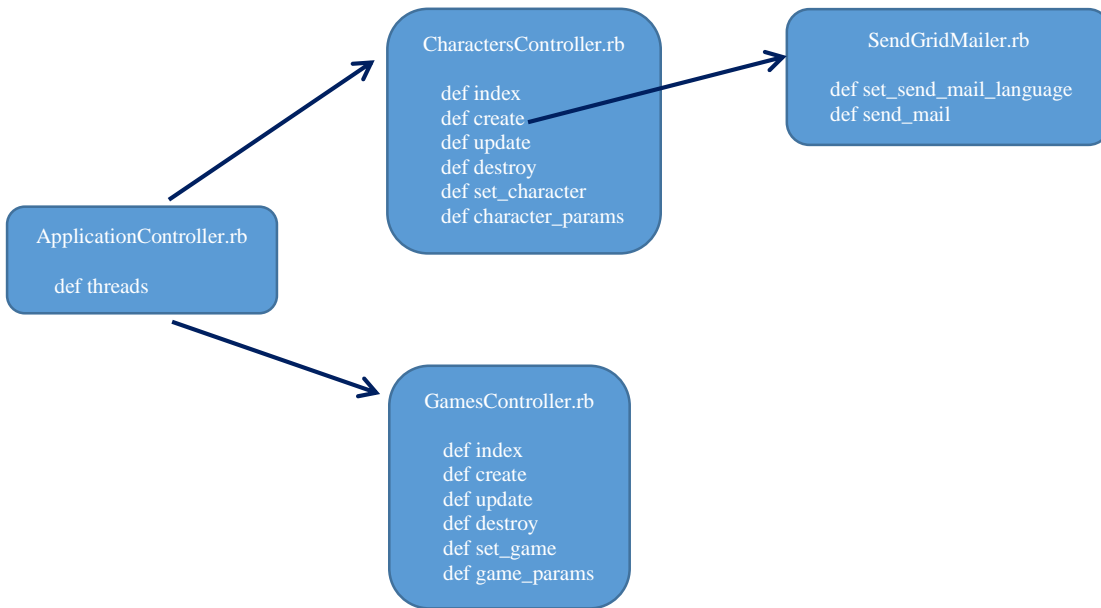 CharactersController.rb
def index
def create
def update
def destroy
def set_character
def character_params
SendGridMailer.rb
def set_send_mail_language
def send_mail
ApplicationController.rb
def threads
GamesController.rb
def index
def create
def update
def destroy
def set_game
def game_params